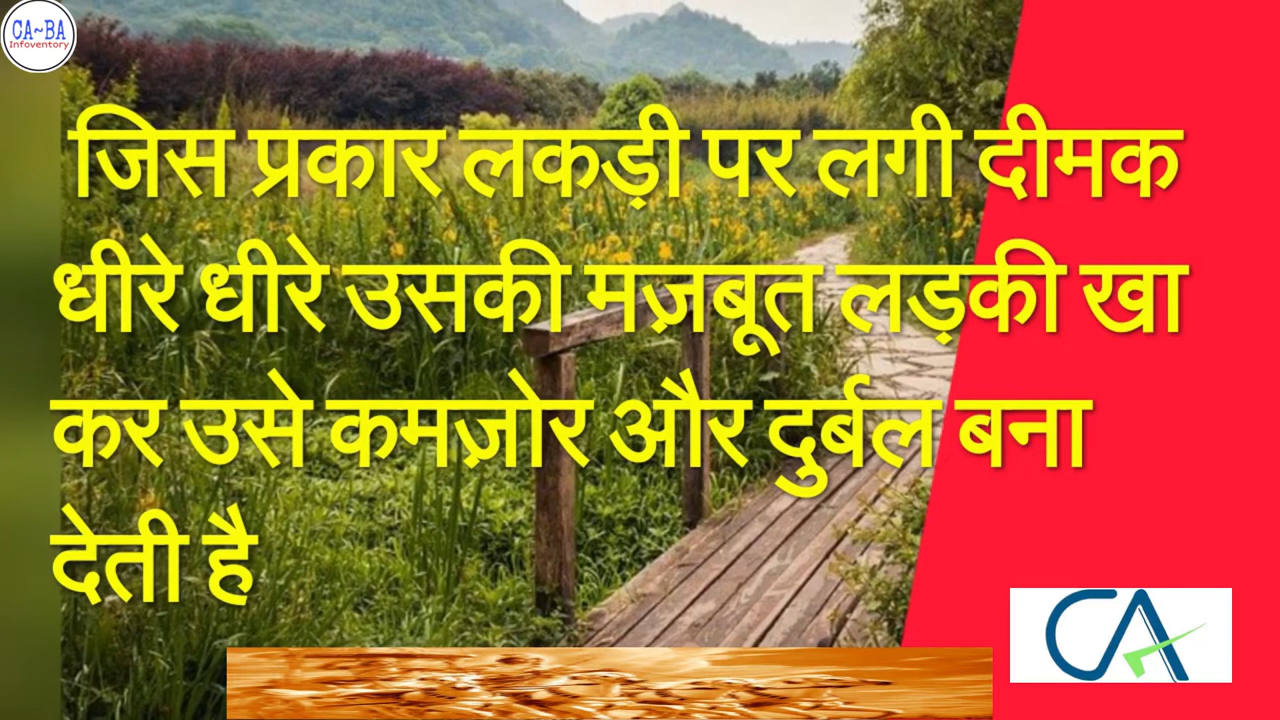 CA~BA
Infoventory
जिस प्रकार लकड़ी पर लगी दीमक
धीरे धीरे उसकी मज़बूत लड़की खा
कर उसे कमज़ोर और दुर्बल बना
देती है
CA